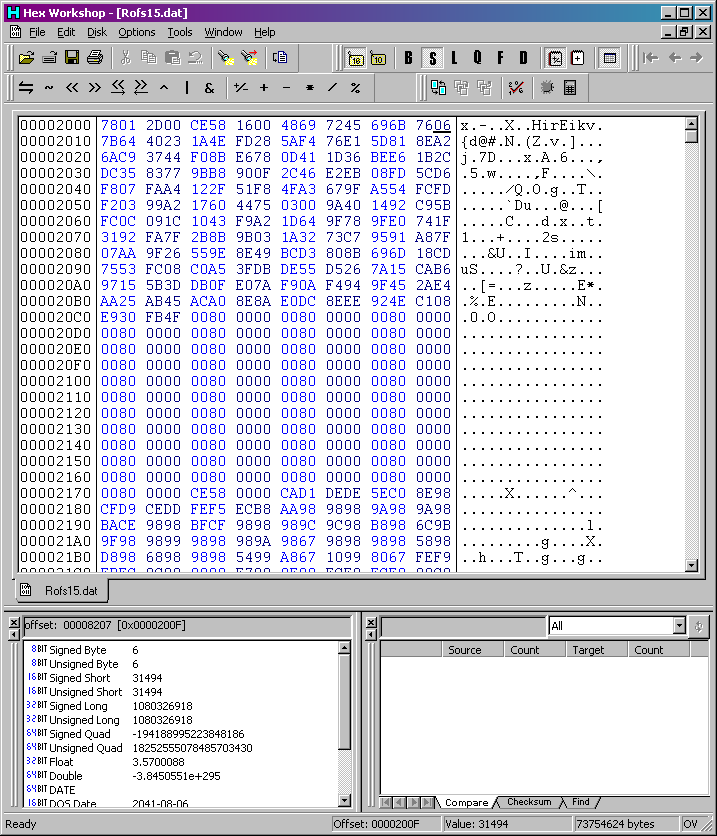 Hex Workshop - [Rofs15.dat]
File Edit Disk Options Tools Window Help
16 10 B S L Q F D
~ << >> << >> ^ | & +⁄- + - * / %
00002000 7801 2D00 CE58 1600 4869 7245 696B 7606 x.-..X..HirEikv.
00002010 7B64 4023 1A4E FD28 5AF4 76E1 5D81 8EA2 {d@#.N.(Z.v.]...
00002020 6AC9 3744 F08B E678 0D41 1D36 BEE6 1B2C j.7D...x.A.6...,
00002030 DC35 8377 9BB8 900F 2C46 E2EB 08FD 5CD6 .5.w....,F....\.
00002040 F807 FAA4 122F 51F8 4FA3 679F A554 FCFD ...../Q.O.g..T..
00002050 F203 99A2 1760 4475 0300 9A40 1492 C95B .....`Du...@...[
00002060 FC0C 091C 1043 F9A2 1D64 9F78 9FE0 741F .....C...d.x..t.
00002070 3192 FA7F 2B8B 9B03 1A32 73C7 9591 A87F 1...+....2s.....
00002080 07AA 9F26 559E 8E49 BCD3 808B 696D 18CD ...&U..I....im..
00002090 7553 FC08 C0A5 3FDB DE55 D526 7A15 CAB6 uS....?..U.&z...
000020A0 9715 5B3D DB0F E07A F90A F494 9F45 2AE4 ..[=...z.....E*.
000020B0 AA25 AB45 ACA0 8E8A E0DC 8EEE 924E C108 .%.E.........N..
000020C0 E930 FB4F 0080 0000 0080 0000 0080 0000 .0.O............
000020D0 0080 0000 0080 0000 0080 0000 0080 0000 ................
000020E0 0080 0000 0080 0000 0080 0000 0080 0000 ................
000020F0 0080 0000 0080 0000 0080 0000 0080 0000 ................
00002100 0080 0000 0080 0000 0080 0000 0080 0000 ................
00002110 0080 0000 0080 0000 0080 0000 0080 0000 ................
00002120 0080 0000 0080 0000 0080 0000 0080 0000 ................
00002130 0080 0000 0080 0000 0080 0000 0080 0000 ................
00002140 0080 0000 0080 0000 0080 0000 0080 0000 ................
00002150 0080 0000 0080 0000 0080 0000 0080 0000 ................
00002160 0080 0000 0080 0000 0080 0000 0080 0000 ................
00002170 0080 0000 CE58 0000 CAD1 DEDE 5EC0 8E98 .....X......^...
00002180 CFD9 CEDD FEF5 ECB8 AA98 9898 9A98 9A98 ................
00002190 BACE 9898 BFCF 9898 989C 9C98 B898 6C9B ..............l.
000021A0 9F98 9899 9898 989A 9867 9898 9898 5898 .........g....X.
000021B0 D898 6898 9898 5499 A867 1099 8067 FEF9 ..h...T..g...g..
Rofs15.dat
offset: 00008207 [0x0000200F]
8BIT Signed Byte 6
8BIT Unsigned Byte 6
16BIT Signed Short 31494
16BIT Unsigned Short 31494
32BIT Signed Long 1080326918
32BIT Unsigned Long 1080326918
64BIT Signed Quad -194188995223848186
64BIT Unsigned Quad 18252555078485703430
32BIT Float 3.5700088
64BIT Double -3.8450551e+295
64BIT DATE
16BIT DOS Date 2041-08-06
All
Source Count Target Count
Compare Checksum Find
Ready Offset: 0000200F Value: 31494 73754624 bytes OV